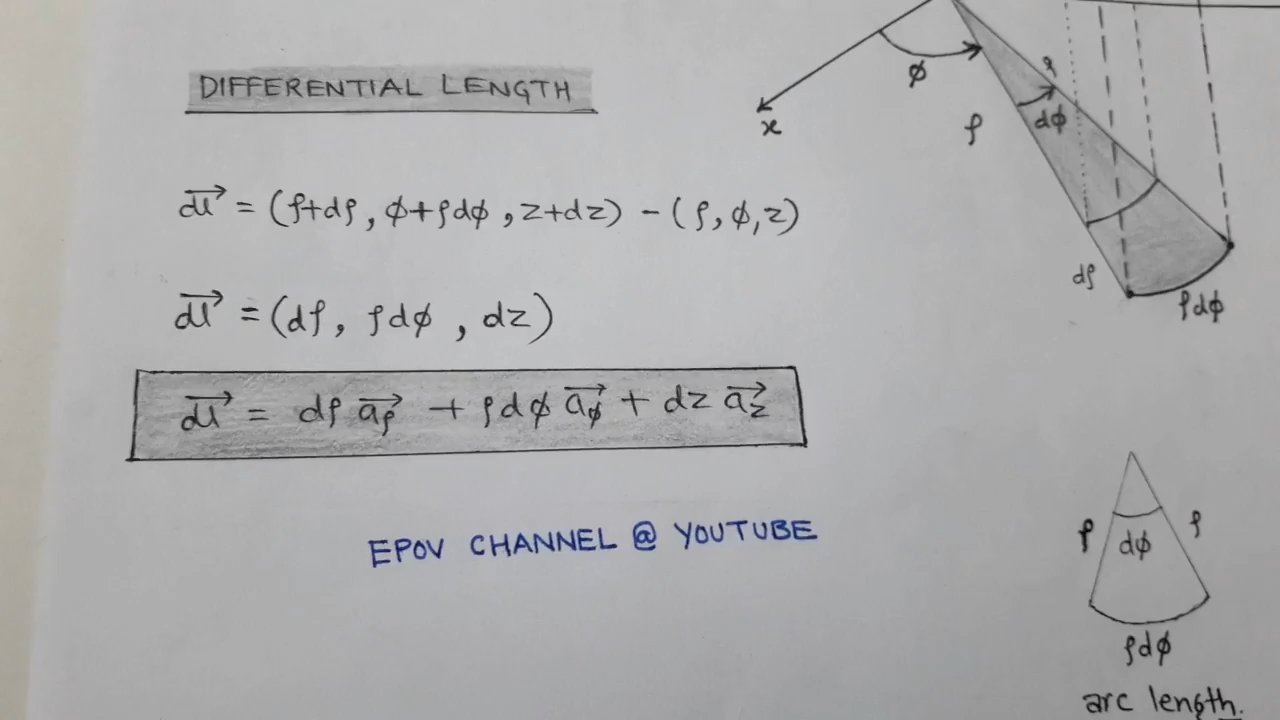 DIFFERENTIAL LENGTH
x
ϕ
ρ
ρ
dϕ
dρ
ρdϕ
dl⃗ = (ρ+dρ, ϕ+ρdϕ, z+dz) - (ρ, ϕ, z)
dl⃗ = (dρ, ρdϕ, dz)
dl⃗ = dρ a⃗ρ + ρdϕ a⃗ϕ + dz a⃗z
EPOV CHANNEL @ YOUTUBE
ρ
dϕ
ρ
ρdϕ
arc length.